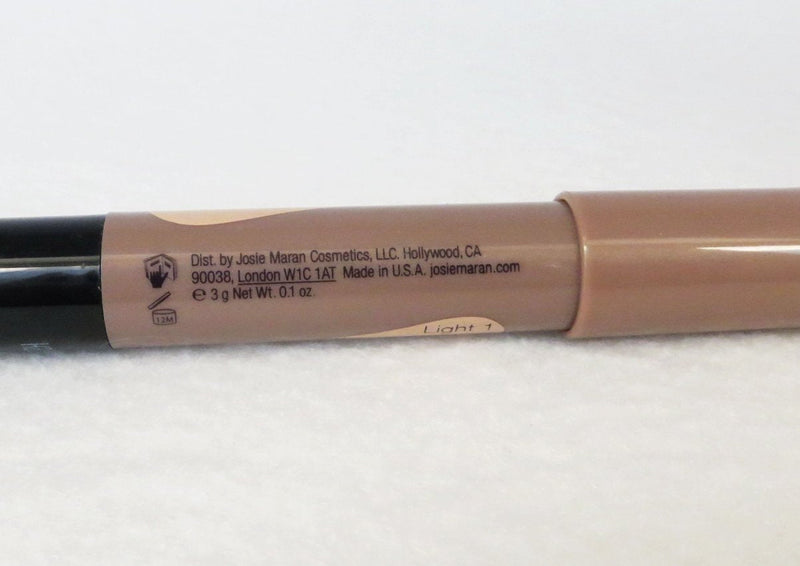 Dist. by Josie Maran Cosmetics, LLC. Hollywood, CA
90038, London W1C 1AT Made in U.S.A. josiemaran.com
℮ 3 g Net Wt. 0.1 oz.
12M
Light 1